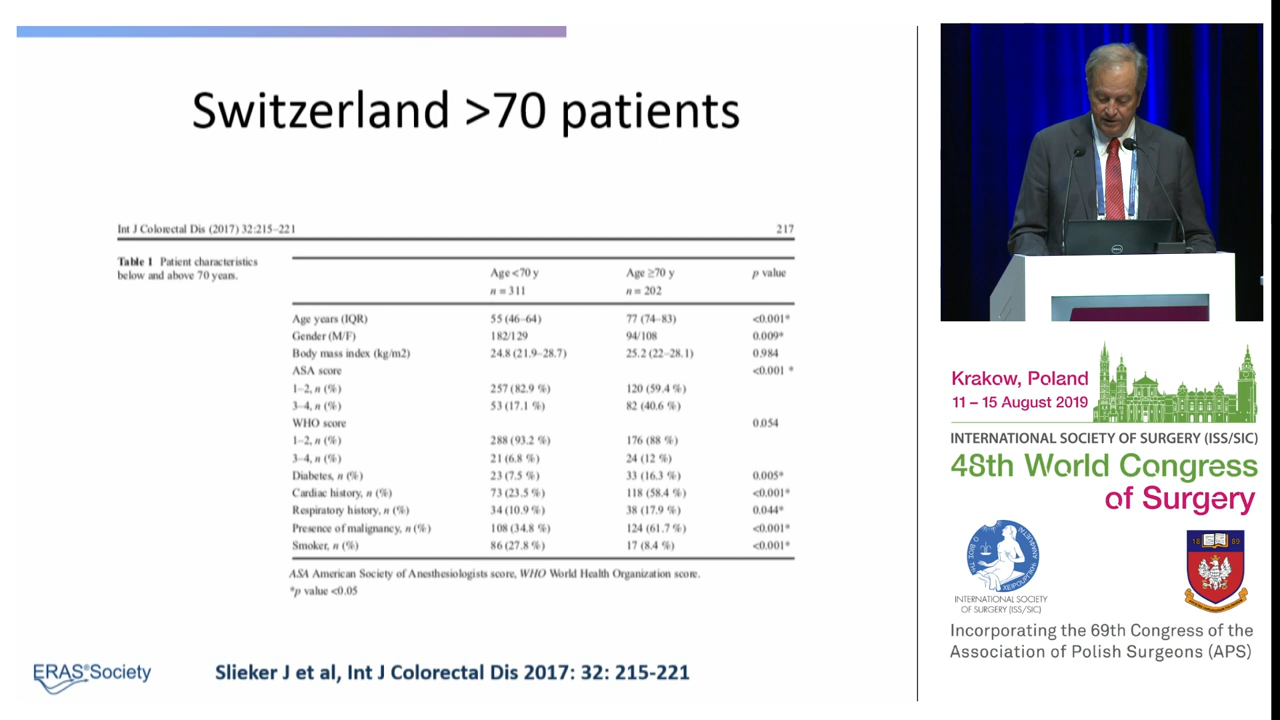 Switzerland >70 patients
Int J Colorectal Dis (2017) 32:215–221 217
Table 1 Patient characteristics
below and above 70 years.
Age <70 y Age ≥70 y p value
n = 311 n = 202
Age years (IQR) 55 (46–64) 77 (74–83) <0.001*
Gender (M/F) 182/129 94/108 0.009*
Body mass index (kg/m2) 24.8 (21.9–28.7) 25.2 (22–28.1) 0.984
ASA score <0.001 *
1–2, n (%) 257 (82.9 %) 120 (59.4 %)
3–4, n (%) 53 (17.1 %) 82 (40.6 %)
WHO score 0.054
1–2, n (%) 288 (93.2 %) 176 (88 %)
3–4, n (%) 21 (6.8 %) 24 (12 %)
Diabetes, n (%) 23 (7.5 %) 33 (16.3 %) 0.005*
Cardiac history, n (%) 73 (23.5 %) 118 (58.4 %) <0.001*
Respiratory history, n (%) 34 (10.9 %) 38 (17.9 %) 0.044*
Presence of malignancy, n (%) 108 (34.8 %) 124 (61.7 %) <0.001*
Smoker, n (%) 86 (27.8 %) 17 (8.4 %) <0.001*
ASA American Society of Anesthesiologists score, WHO World Health Organization score.
*p value <0.05
ERAS®Society
Slieker J et al, Int J Colorectal Dis 2017: 32: 215-221
DELL
Krakow, Poland
11 – 15 August 2019
INTERNATIONAL SOCIETY OF SURGERY (ISS/SIC)
48th World Congress
of Surgery
18 89
INTERNATIONAL SOCIETY
OF SURGERY (ISS/SIC)
Incorporating the 69th Congress of the
Association of Polish Surgeons (APS)